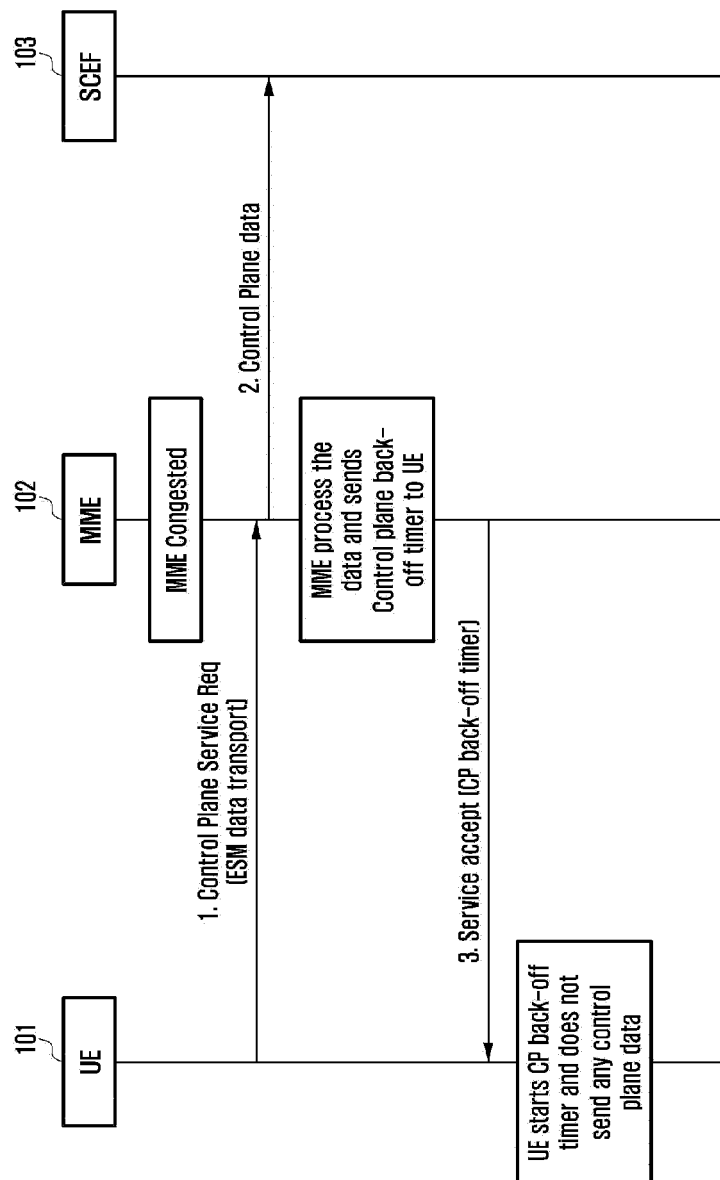 101
UE
102
MME
103
SCEF
MME Congested
1. Control Plane Service Req
(ESM data transport)
2. Control Plane data
MME process the
data and sends
Control plane back-
off timer to UE
3. Service accept (CP back-off timer)
UE starts CP back-off
timer and does not
send any control
plane data